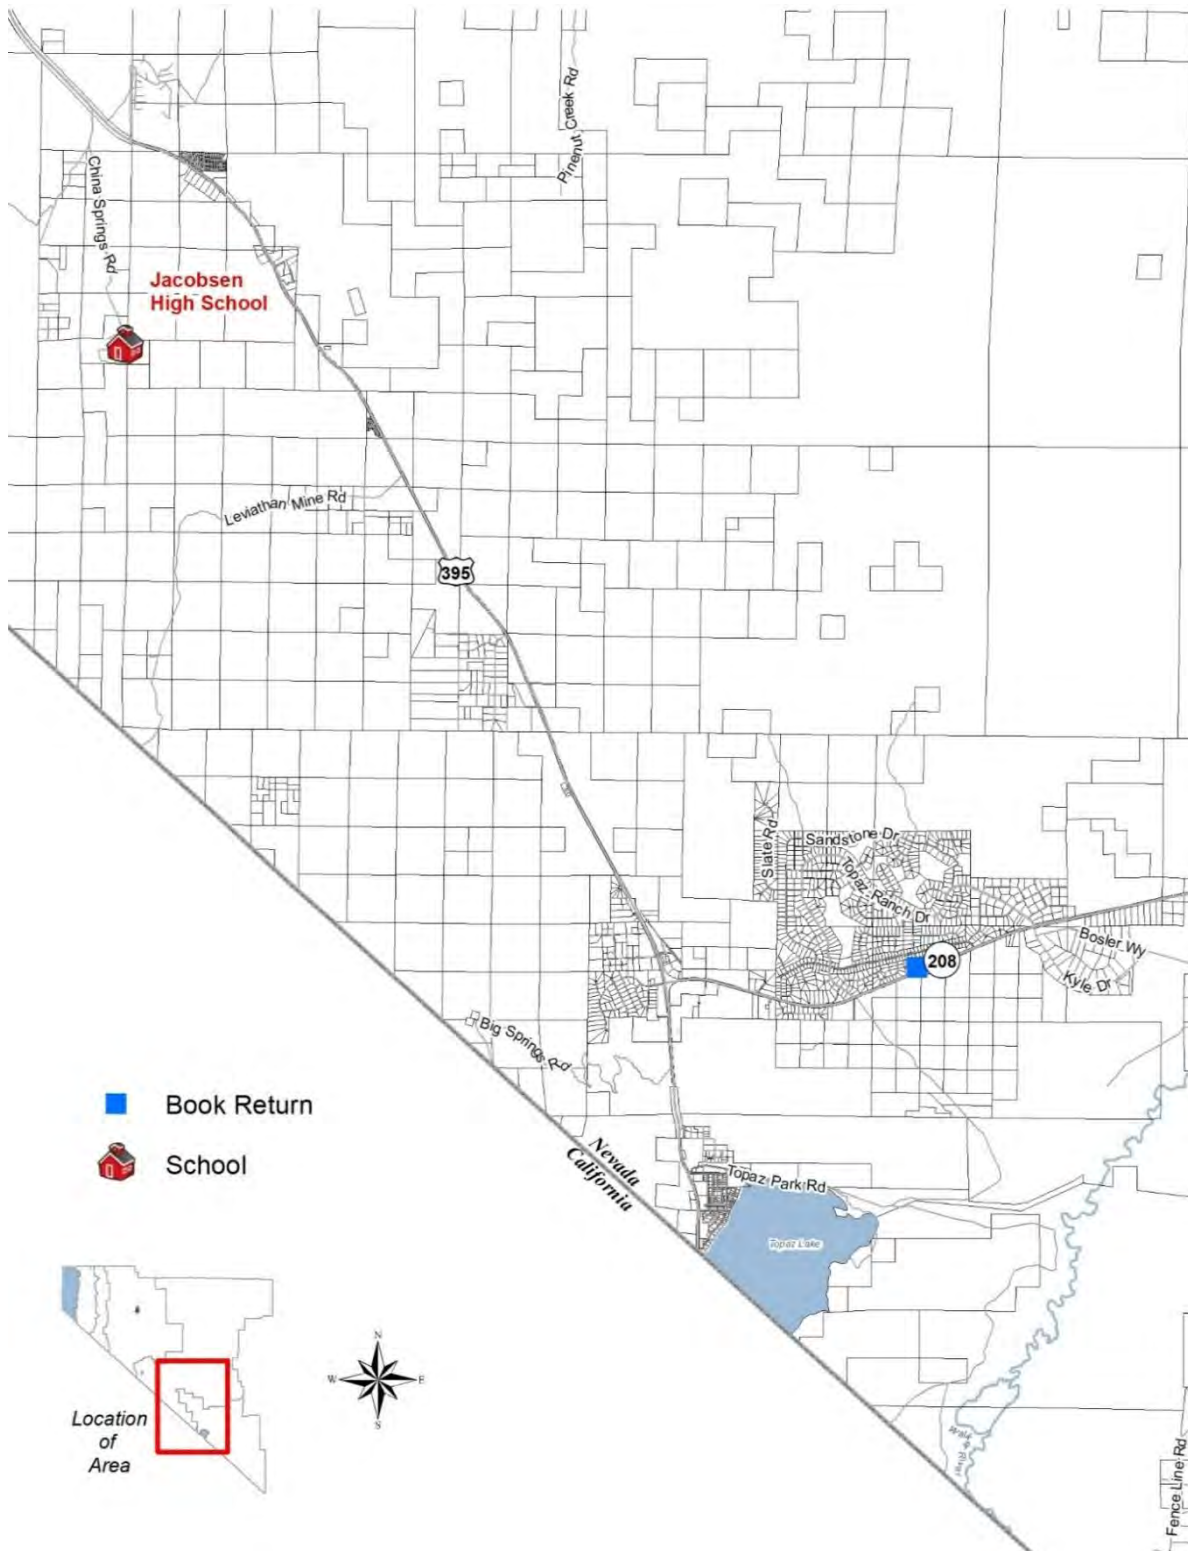 Pinenut Creek Rd
China Springs Rd
Jacobsen
High School
Leviathan Mine Rd
395
Slate Rd
Sandstone Dr
Topaz Ranch Dr
208
Bosler Wy
Kyle Dr
Big Springs Rd
Book Return
School
Nevada
California
Topaz Park Rd
Topaz Lake
N
W
E
S
Location
of
Area
Walker River
Fence Line Rd